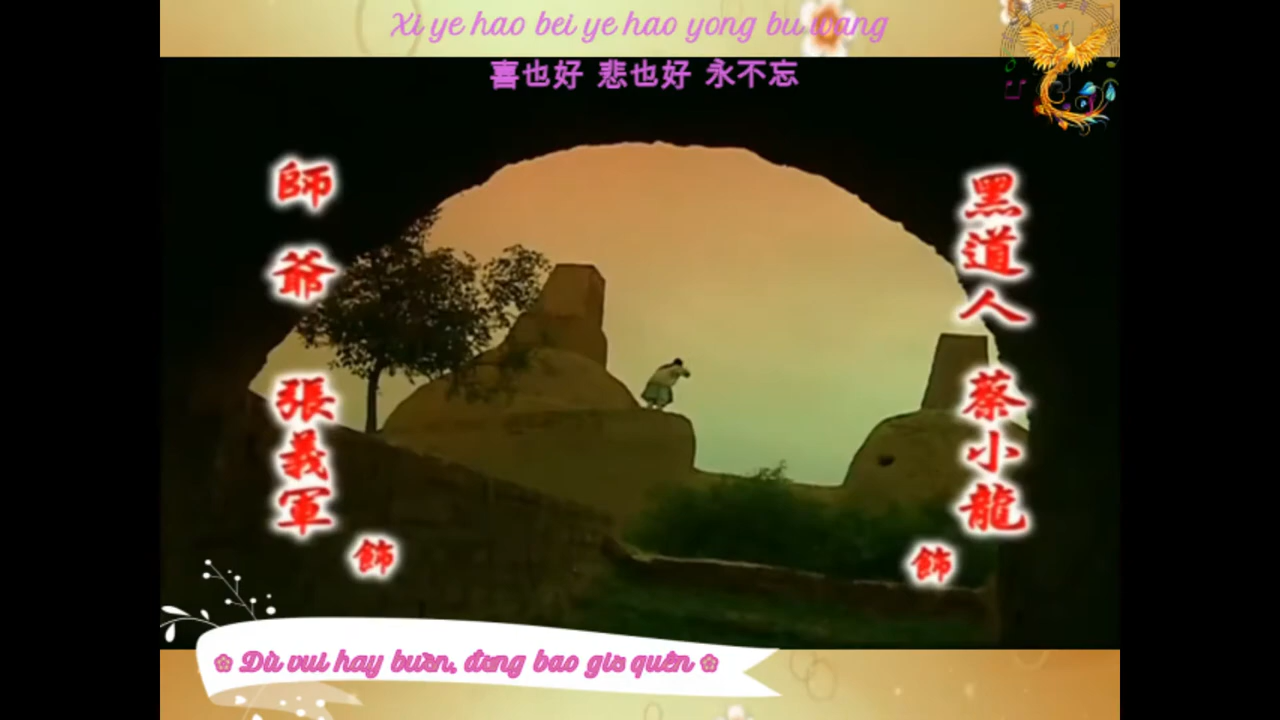 Xi ye hao bei ye hao yong bu wang
喜也好 悲也好 永不忘
師爺 張義軍 飾
黑道人 蔡小龍 飾
Dù vui hay buồn, đừng bao giờ quên